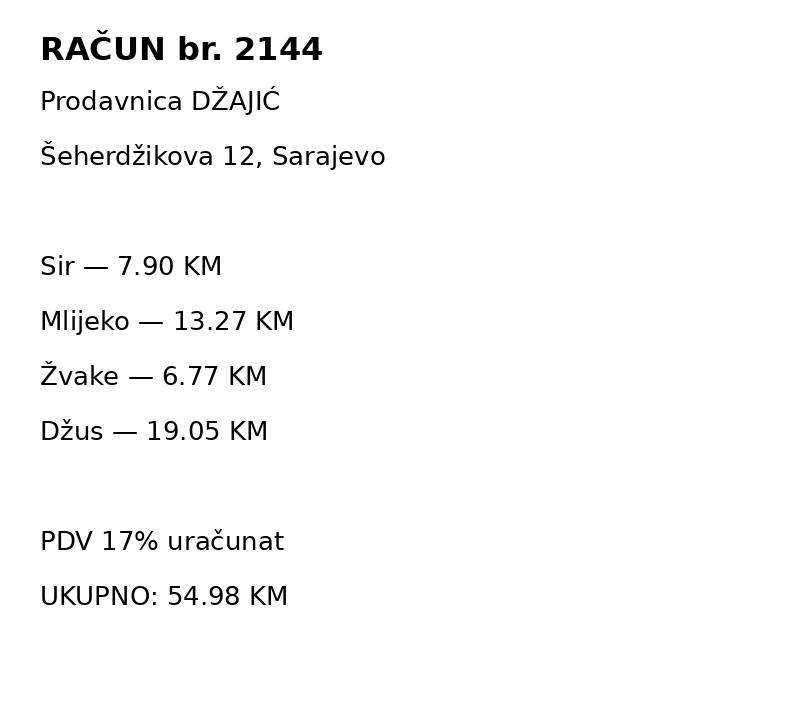 RAČUN br. 2144
Prodavnica DŽAJIĆ
Šeherdžikova 12, Sarajevo
Sir — 7.90 KM
Mlijeko — 13.27 KM
Žvake — 6.77 KM
Džus — 19.05 KM
PDV 17% uračunat
UKUPNO: 54.98 KM